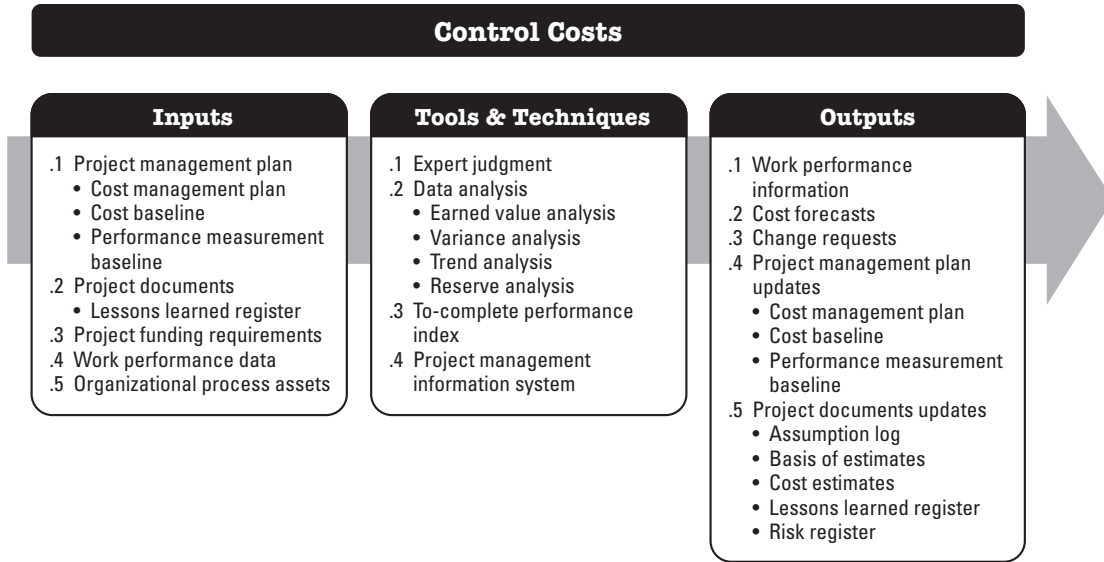 Control Costs
Inputs
.1 Project management plan
• Cost management plan
• Cost baseline
• Performance measurement
baseline
.2 Project documents
• Lessons learned register
.3 Project funding requirements
.4 Work performance data
.5 Organizational process assets
Tools & Techniques
.1 Expert judgment
.2 Data analysis
• Earned value analysis
• Variance analysis
• Trend analysis
• Reserve analysis
.3 To-complete performance
index
.4 Project management
information system
Outputs
.1 Work performance
information
.2 Cost forecasts
.3 Change requests
.4 Project management plan
updates
• Cost management plan
• Cost baseline
• Performance measurement
baseline
.5 Project documents updates
• Assumption log
• Basis of estimates
• Cost estimates
• Lessons learned register
• Risk register